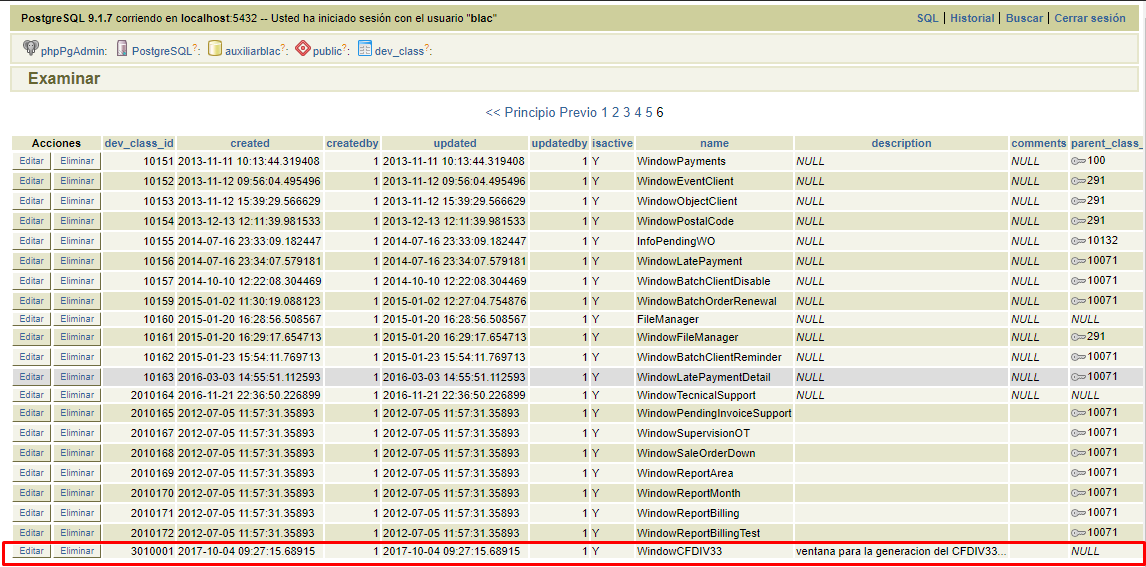 PostgreSQL 9.1.7 corriendo en localhost:5432 -- Usted ha iniciado sesión con el usuario "blac" SQL | Historial | Buscar | Cerrar sesión
phpPgAdmin: PostgreSQL?: auxiliarblac?: public?: dev_class?:
Examinar
<< Principio Previo 1 2 3 4 5 6
Acciones dev_class_id created createdby updated updatedby isactive name description comments parent_class_
Editar Eliminar 10151 2013-11-11 10:13:44.319408 1 2013-11-11 10:13:44.319408 1 Y WindowPayments NULL NULL 100
Editar Eliminar 10152 2013-11-12 09:56:04.495496 1 2013-11-12 09:56:04.495496 1 Y WindowEventClient NULL NULL 291
Editar Eliminar 10153 2013-11-12 15:39:29.566629 1 2013-11-12 15:39:29.566629 1 Y WindowObjectClient NULL NULL 291
Editar Eliminar 10154 2013-12-13 12:11:39.981533 1 2013-12-13 12:11:39.981533 1 Y WindowPostalCode NULL NULL 291
Editar Eliminar 10155 2014-07-16 23:33:09.182447 1 2014-07-16 23:33:09.182447 1 Y InfoPendingWO NULL NULL 10132
Editar Eliminar 10156 2014-07-16 23:34:07.579181 1 2014-07-16 23:34:07.579181 1 Y WindowLatePayment NULL NULL 10071
Editar Eliminar 10157 2014-10-10 12:22:08.304469 1 2014-10-10 12:22:08.304469 1 Y WindowBatchClientDisable NULL NULL 10071
Editar Eliminar 10159 2015-01-02 11:30:19.088123 1 2015-01-02 12:27:04.754876 1 Y WindowBatchOrderRenewal NULL NULL 10071
Editar Eliminar 10160 2015-01-20 16:28:56.508567 1 2015-01-20 16:28:56.508567 1 Y FileManager NULL NULL NULL
Editar Eliminar 10161 2015-01-20 16:29:17.654713 1 2015-01-20 16:29:17.654713 1 Y WindowFileManager NULL NULL 291
Editar Eliminar 10162 2015-01-23 15:54:11.769713 1 2015-01-23 15:54:11.769713 1 Y WindowBatchClientReminder NULL NULL 10071
Editar Eliminar 10163 2016-03-03 14:55:51.112593 1 2016-03-03 14:55:51.112593 1 Y WindowLatePaymentDetail NULL NULL 10071
Editar Eliminar 2010164 2016-11-21 22:36:50.226899 1 2016-11-21 22:36:50.226899 1 Y WindowTecnicalSupport NULL NULL NULL
Editar Eliminar 2010165 2012-07-05 11:57:31.35893 1 2012-07-05 11:57:31.35893 1 Y WindowPendingInvoiceSupport 10071
Editar Eliminar 2010167 2012-07-05 11:57:31.35893 1 2012-07-05 11:57:31.35893 1 Y WindowSupervisionOT 10071
Editar Eliminar 2010168 2012-07-05 11:57:31.35893 1 2012-07-05 11:57:31.35893 1 Y WindowSaleOrderDown 10071
Editar Eliminar 2010169 2012-07-05 11:57:31.35893 1 2012-07-05 11:57:31.35893 1 Y WindowReportArea 10071
Editar Eliminar 2010170 2012-07-05 11:57:31.35893 1 2012-07-05 11:57:31.35893 1 Y WindowReportMonth 10071
Editar Eliminar 2010171 2012-07-05 11:57:31.35893 1 2012-07-05 11:57:31.35893 1 Y WindowReportBilling 10071
Editar Eliminar 2010172 2012-07-05 11:57:31.35893 1 2012-07-05 11:57:31.35893 1 Y WindowReportBillingTest 10071
Editar Eliminar 3010001 2017-10-04 09:27:15.68915 1 2017-10-04 09:27:15.68915 1 Y WindowCFDIV33 ventana para la generacion del CFDIV33... NULL